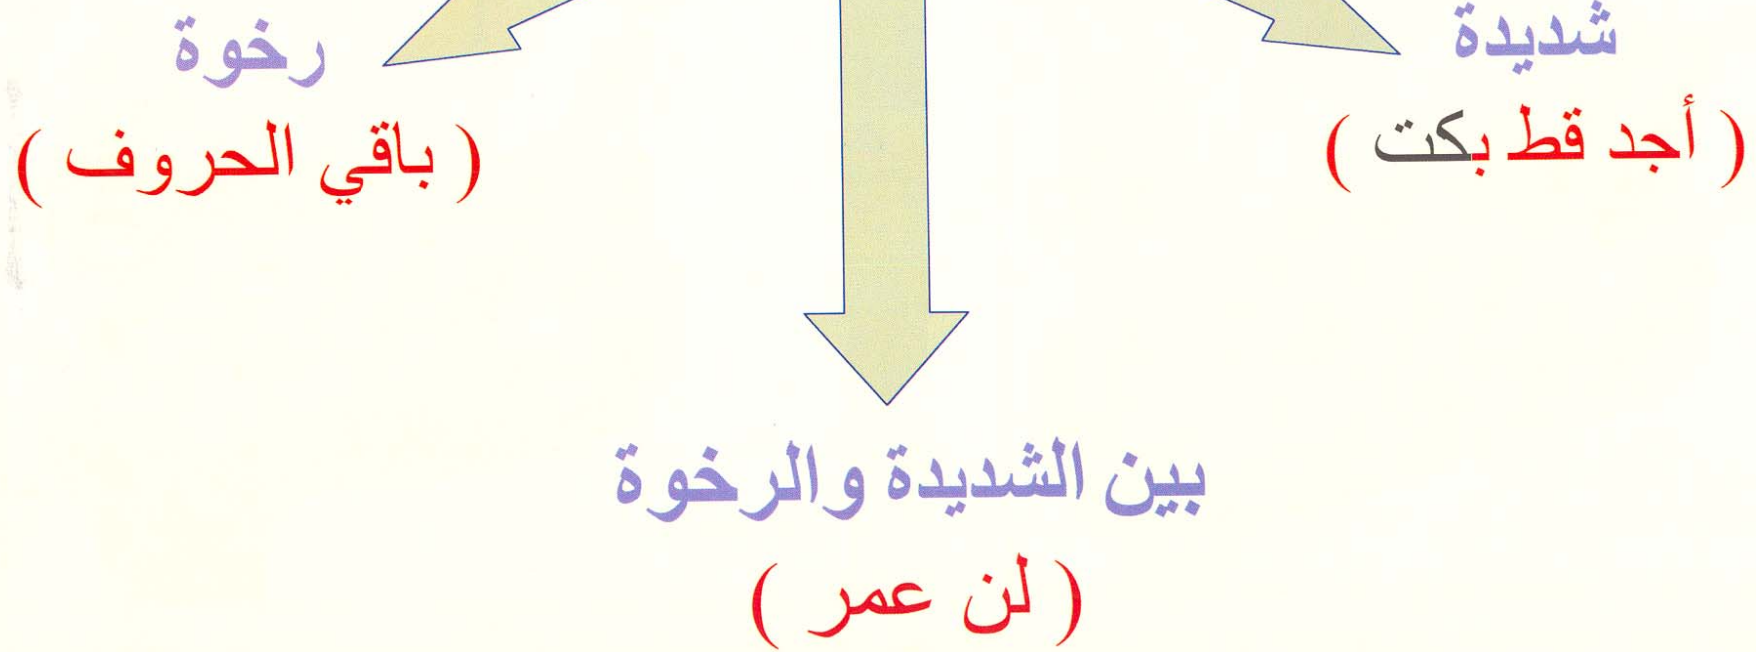 شديدة
( أجد قط بكت )
رخوة
( باقي الحروف )
بين الشديدة والرخوة
( لن عمر )